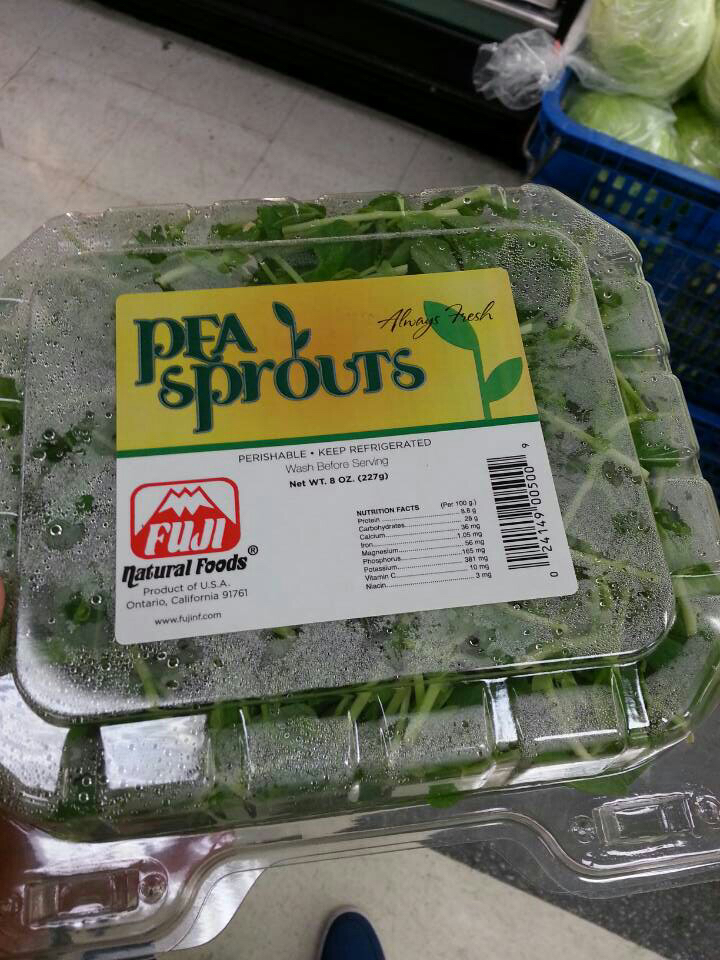 Pea
sprouts
Always Fresh
PERISHABLE • KEEP REFRIGERATED
Wash Before Serving
Net WT. 8 OZ. (227g)
FUJI
Natural Foods®
Product of U.S.A.
Ontario, California 91761
www.fujinf.com
NUTRITION FACTS (Per 100 g.)
Protein 8.8 g
Carbohydrates 28 g
Calcium 36 mg
Iron 1.05 mg
Magnesium 56 mg
Phosphorus 165 mg
Potassium 381 mg
Vitamin C 10 mg
Niacin 3 mg
0 24149 00500 9